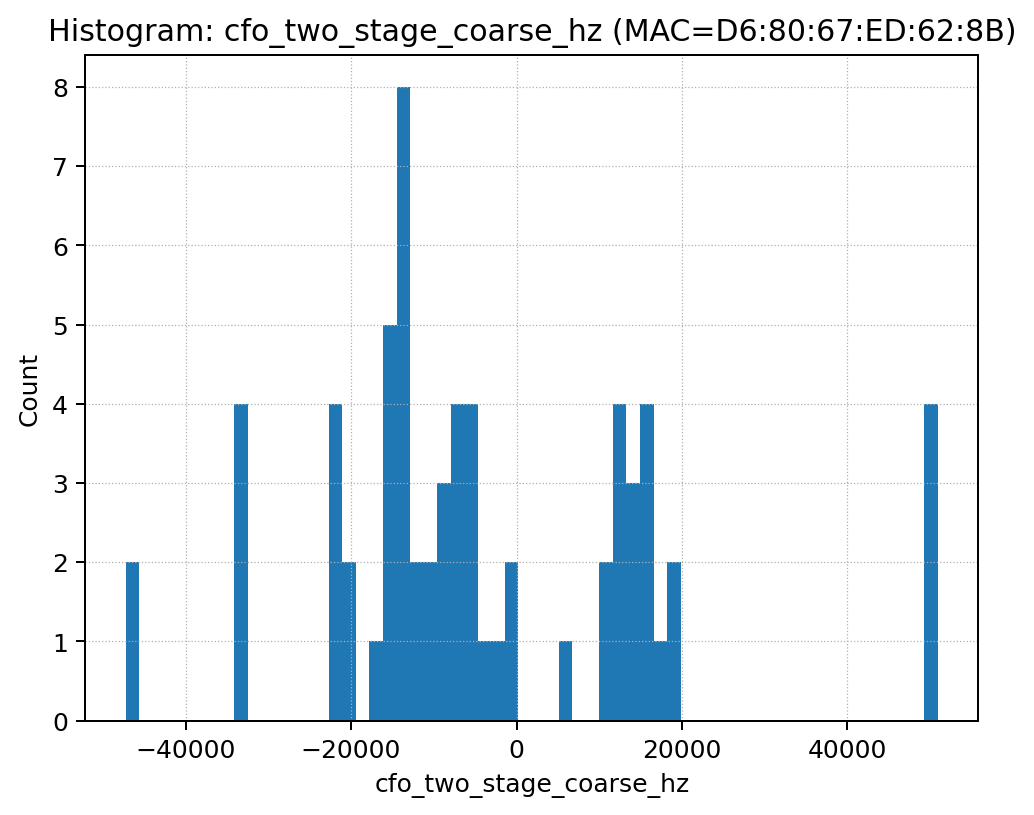 Histogram: cfo_two_stage_coarse_hz (MAC=D6:80:67:ED:62:8B)
8
7
6
5
4
3
2
1
0
Count
−40000 −20000 0 20000 40000
cfo_two_stage_coarse_hz